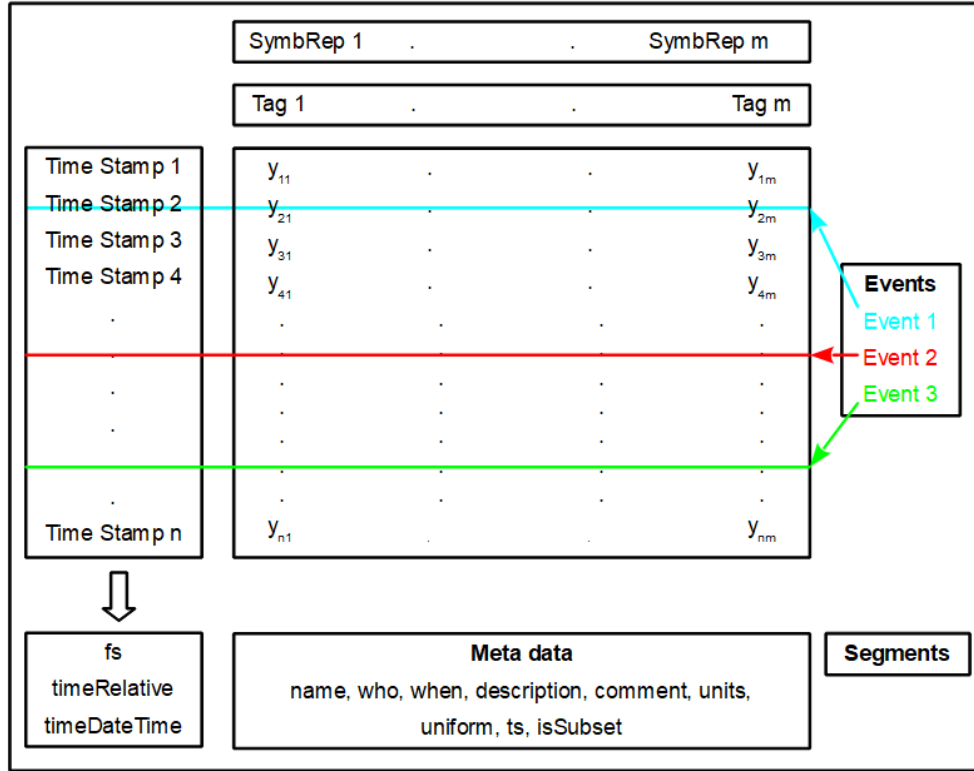 SymbRep 1 . . SymbRep m
Tag 1 . . Tag m
Time Stamp 1 y11 . . y1m
Time Stamp 2 y21 . . y2m
Time Stamp 3 y31 . . y3m
Time Stamp 4 y41 . . y4m
Events
Event 1
Event 2
Event 3
Time Stamp n yn1 . . ynm
fs
timeRelative
timeDateTime
Meta data
name, who, when, description, comment, units,
uniform, ts, isSubset
Segments